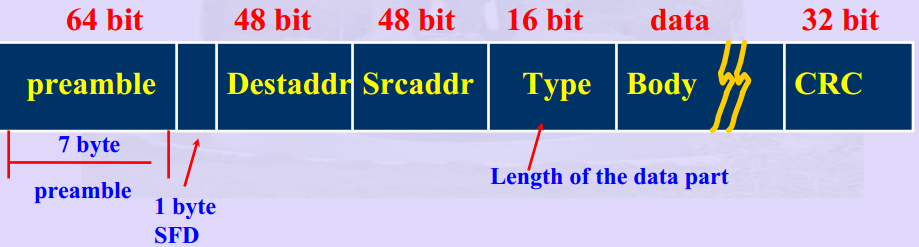 64 bit 48 bit 48 bit 16 bit data 32 bit
preamble Destaddr Srcaddr Type Body CRC
7 byte
preamble
1 byte
SFD
Length of the data part